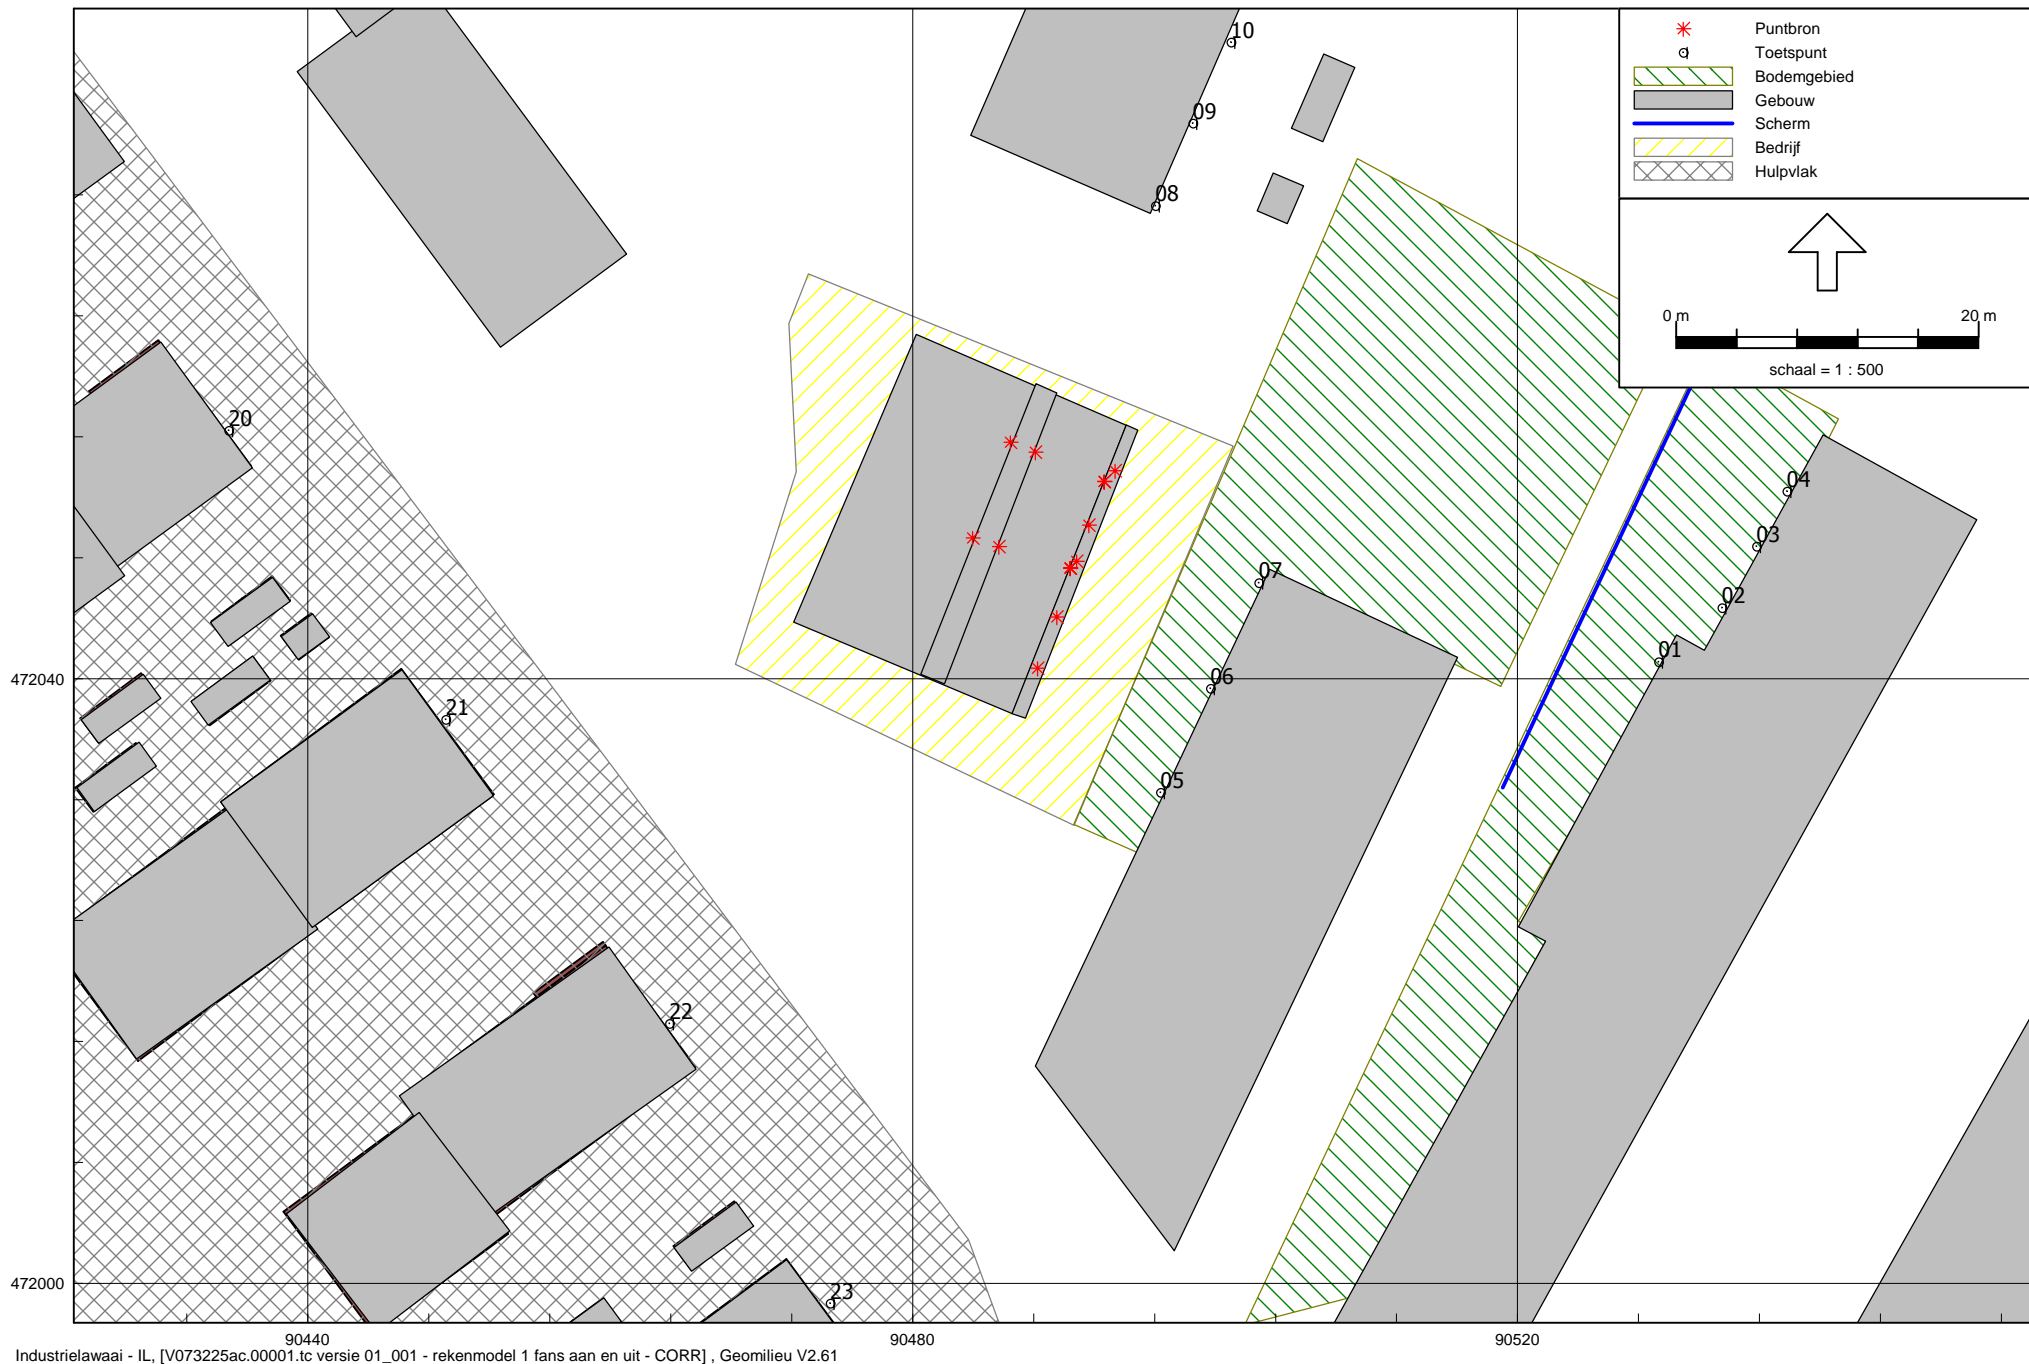 Puntbron
Toetspunt
Bodemgebied
Gebouw
Scherm
Bedrijf
Hulpvlak
0 m 20 m
schaal = 1 : 500
10
09
08
20
04
03
07
02
01
06
21
05
22
23
472040
472000
90440 90480 90520
Industrielawaai - IL, [V073225ac.00001.tc versie 01_001 - rekenmodel 1 fans aan en uit - CORR] , Geomilieu V2.61